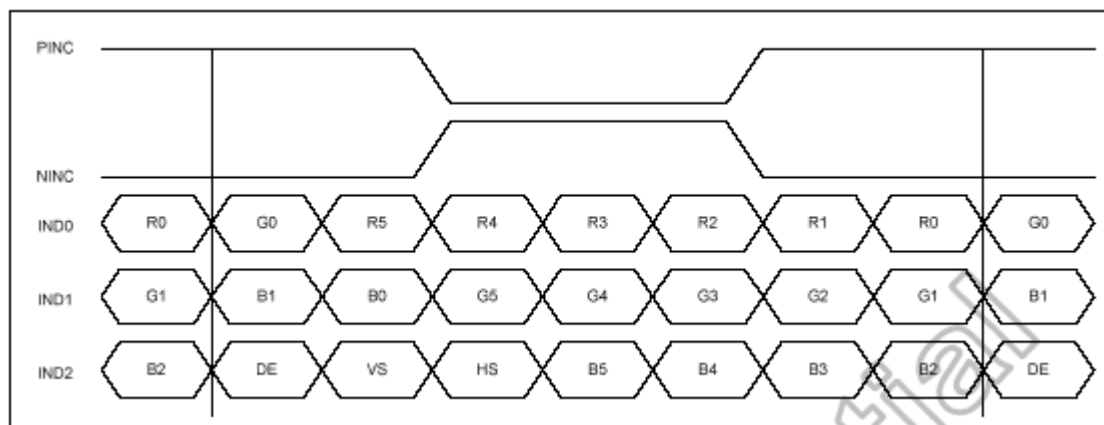 PINC
NINC
IND0 R0 G0 R5 R4 R3 R2 R1 R0 G0
IND1 G1 B1 B0 G5 G4 G3 G2 G1 B1
IND2 B2 DE VS HS B5 B4 B3 B2 DE
tial